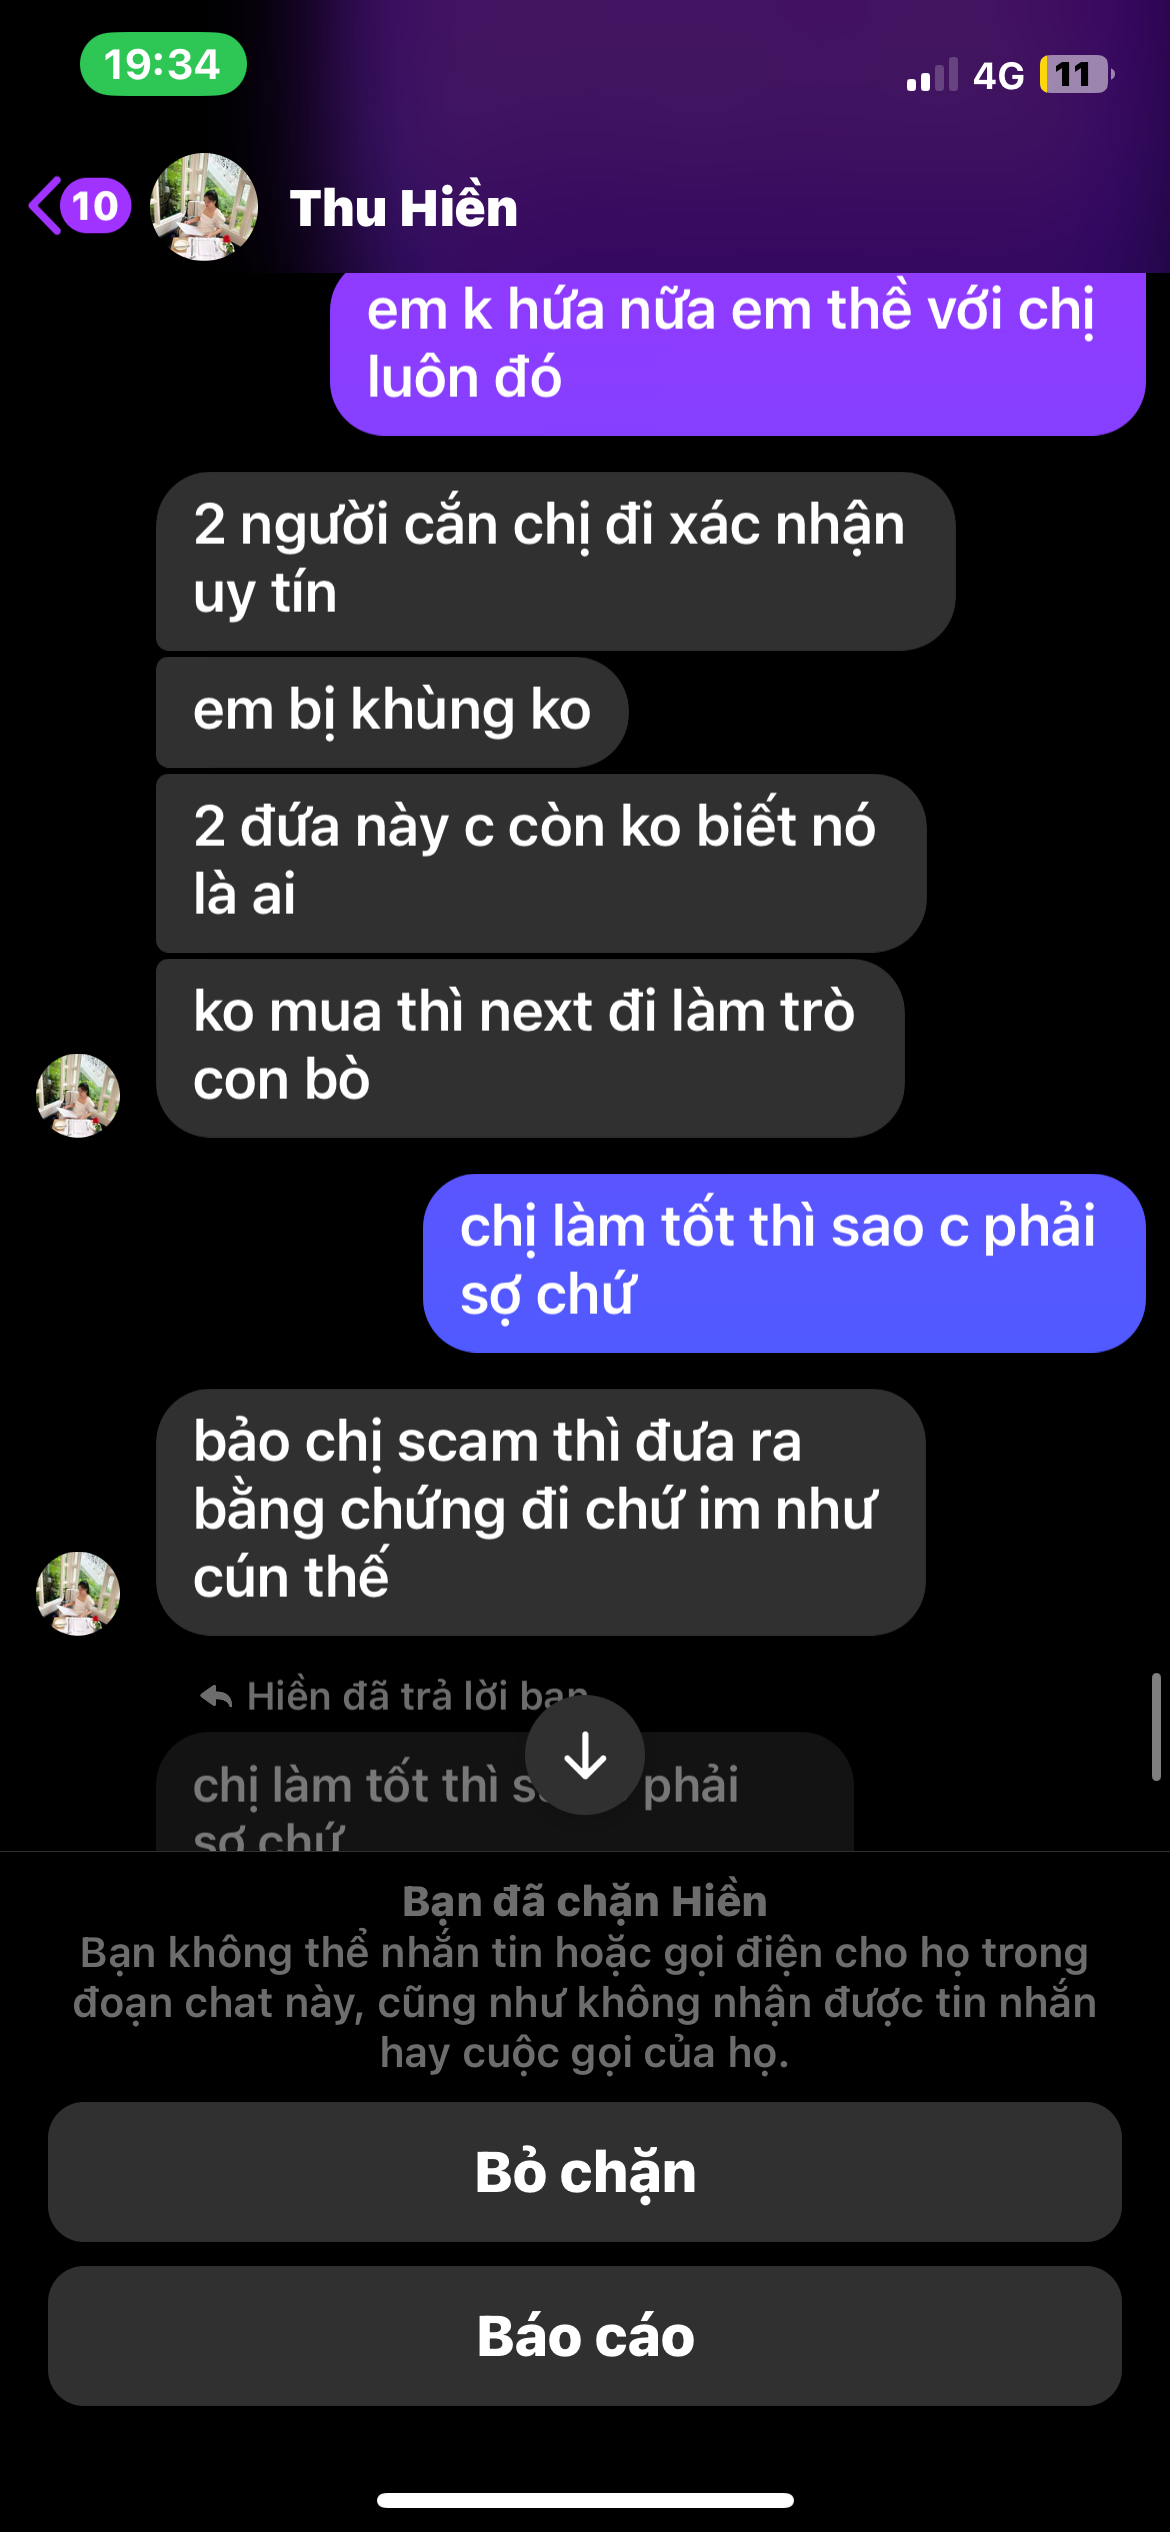 19:34
4G
11
10
Thu Hiền
em k hứa nữa em thề với chị
luôn đó
2 người cắn chị đi xác nhận
uy tín
em bị khùng ko
2 đứa này c còn ko biết nó
là ai
ko mua thì next đi làm trò
con bò
chị làm tốt thì sao c phải
sợ chứ
bảo chị scam thì đưa ra
bằng chứng đi chứ im như
cún thế
Hiền đã trả lời bạn
chị làm tốt thì phải
sợ chứ
Bạn đã chặn Hiền
Bạn không thể nhắn tin hoặc gọi điện cho họ trong
đoạn chat này, cũng như không nhận được tin nhắn
hay cuộc gọi của họ.
Bỏ chặn
Báo cáo